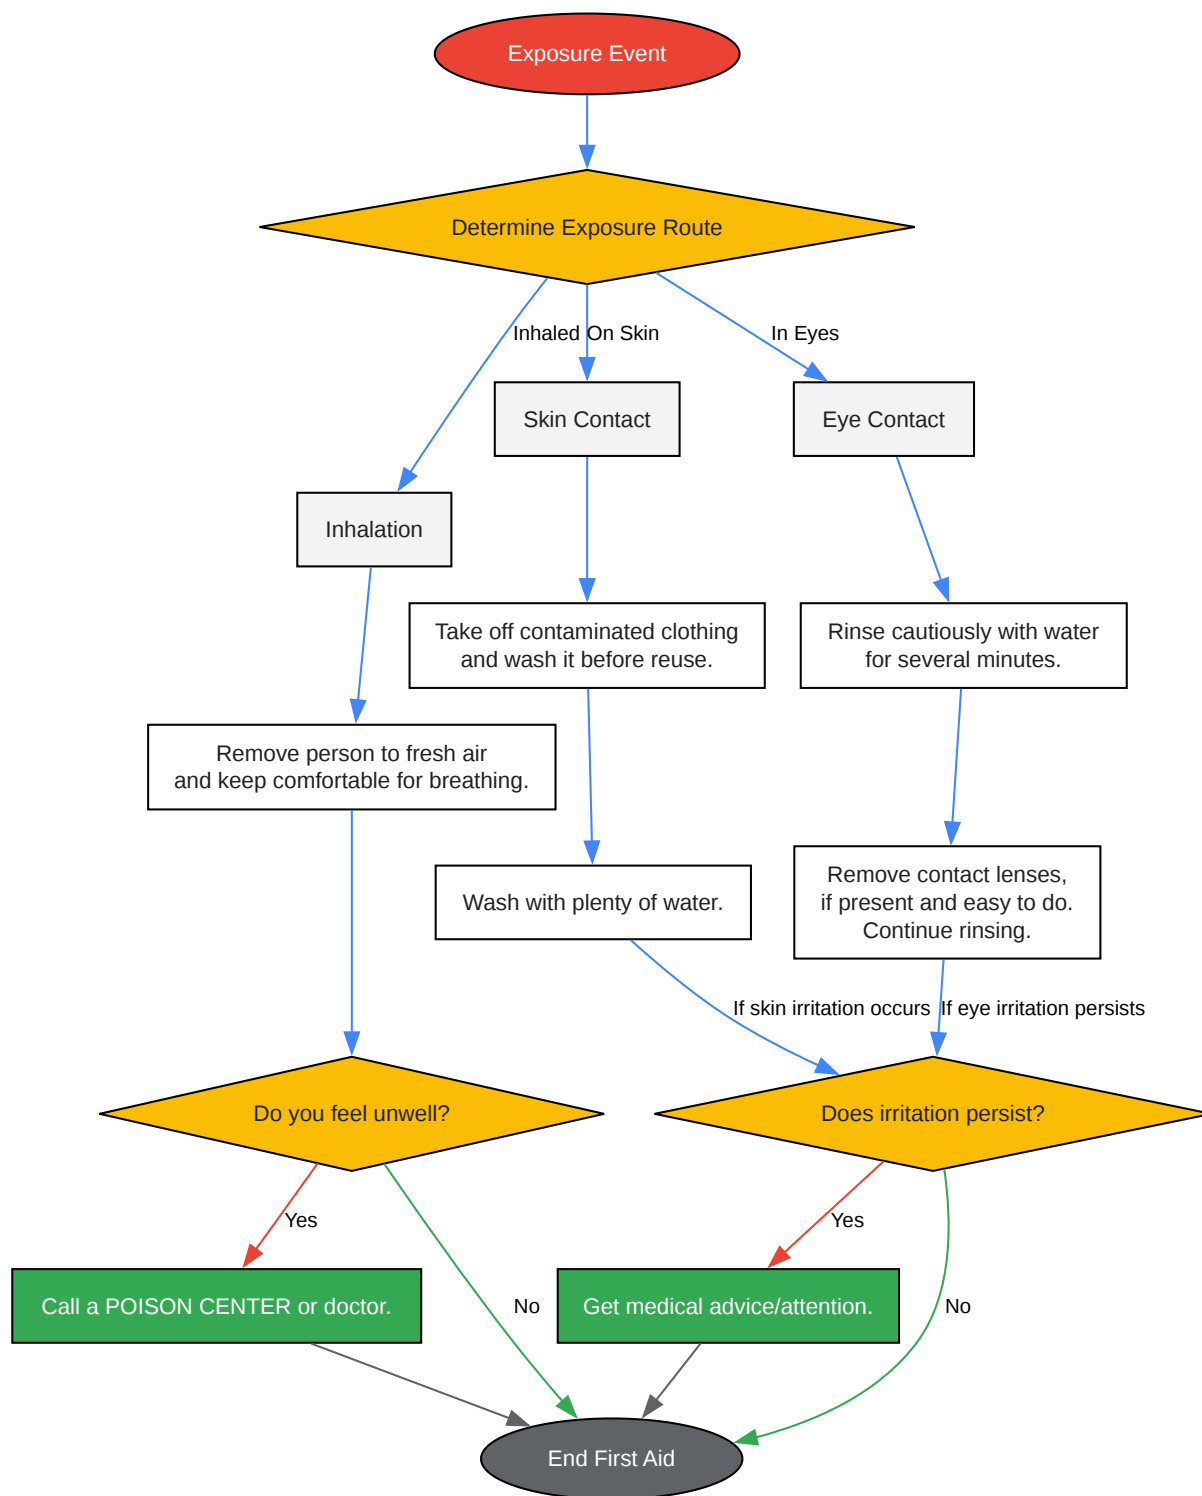 Exposure Event
Determine Exposure Route
Inhaled
On Skin
In Eyes
Skin Contact
Eye Contact
Inhalation
Take off contaminated clothing
and wash it before reuse.
Rinse cautiously with water
for several minutes.
Remove person to fresh air
and keep comfortable for breathing.
Wash with plenty of water.
Remove contact lenses,
if present and easy to do.
Continue rinsing.
If skin irritation occurs
If eye irritation persists
Do you feel unwell?
Does irritation persist?
Yes
Yes
Call a POISON CENTER or doctor.
No
Get medical advice/attention.
No
End First Aid